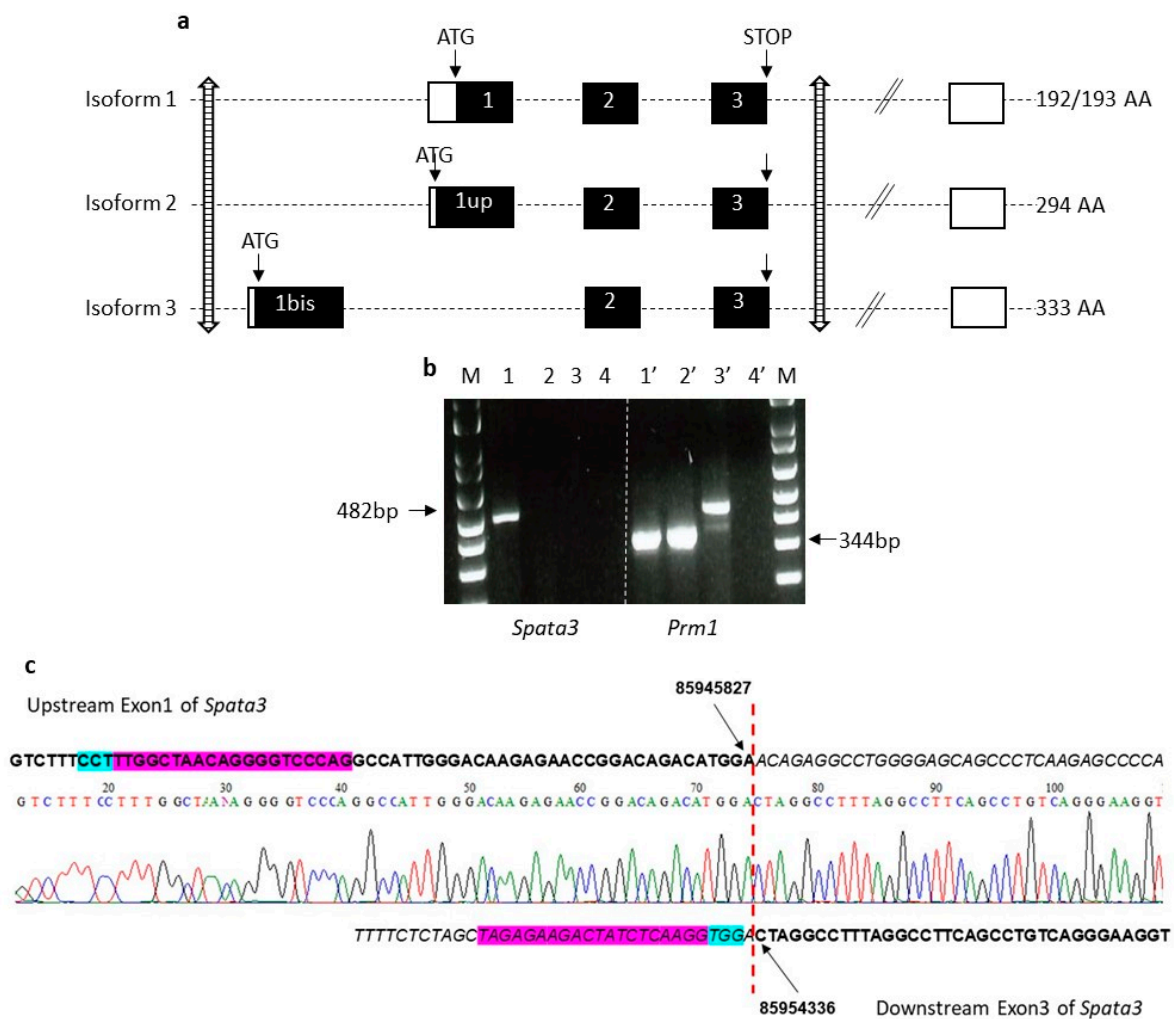 a
ATG STOP
Isoform 1 1 2 3 192/193 AA
ATG
Isoform 2 1up 2 3 294 AA
ATG
Isoform 3 1bis 2 3 333 AA
b
M 1 2 3 4 1’ 2’ 3’ 4’ M
482bp
344bp
Spata3 Prm1
c
Upstream Exon1 of Spata3
85945827
GTCTTTCCTTTGGCTAACAGGGGTCCCAGGCCATTGGGACAAGAGAACCGGACAGACATGGAACAGAGGCCTGGGGAGCAGCCCTCAAGAGCCCCA
20 30 40 50 60 70 80 90 100
GTCTTTCCTTTGGCTANAGGGGTCCCAGGCCATTGGGACAAGAGAACCGGACAGACATGGACTAGGCCTTTAGGCCTTCAGCCTGTCAGGGAAGGT
TTTTCTCTAGCTAGAGAAGACTATCTCAAGGTGGACTAGGCCTTTAGGCCTTCAGCCTGTCAGGGAAGGT
85954336
Downstream Exon3 of Spata3